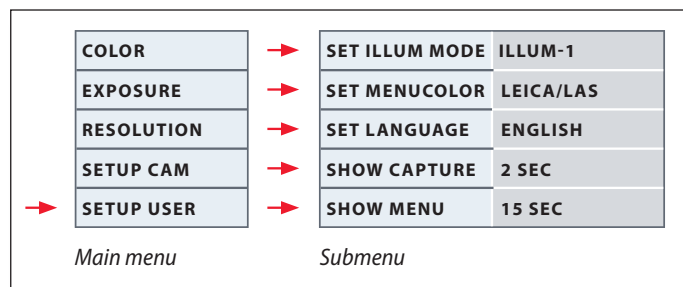 COLOR SET ILLUM MODE ILLUM-1
EXPOSURE SET MENUCOLOR LEICA/LAS
RESOLUTION SET LANGUAGE ENGLISH
SETUP CAM SHOW CAPTURE 2 SEC
SETUP USER SHOW MENU 15 SEC
Main menu Submenu